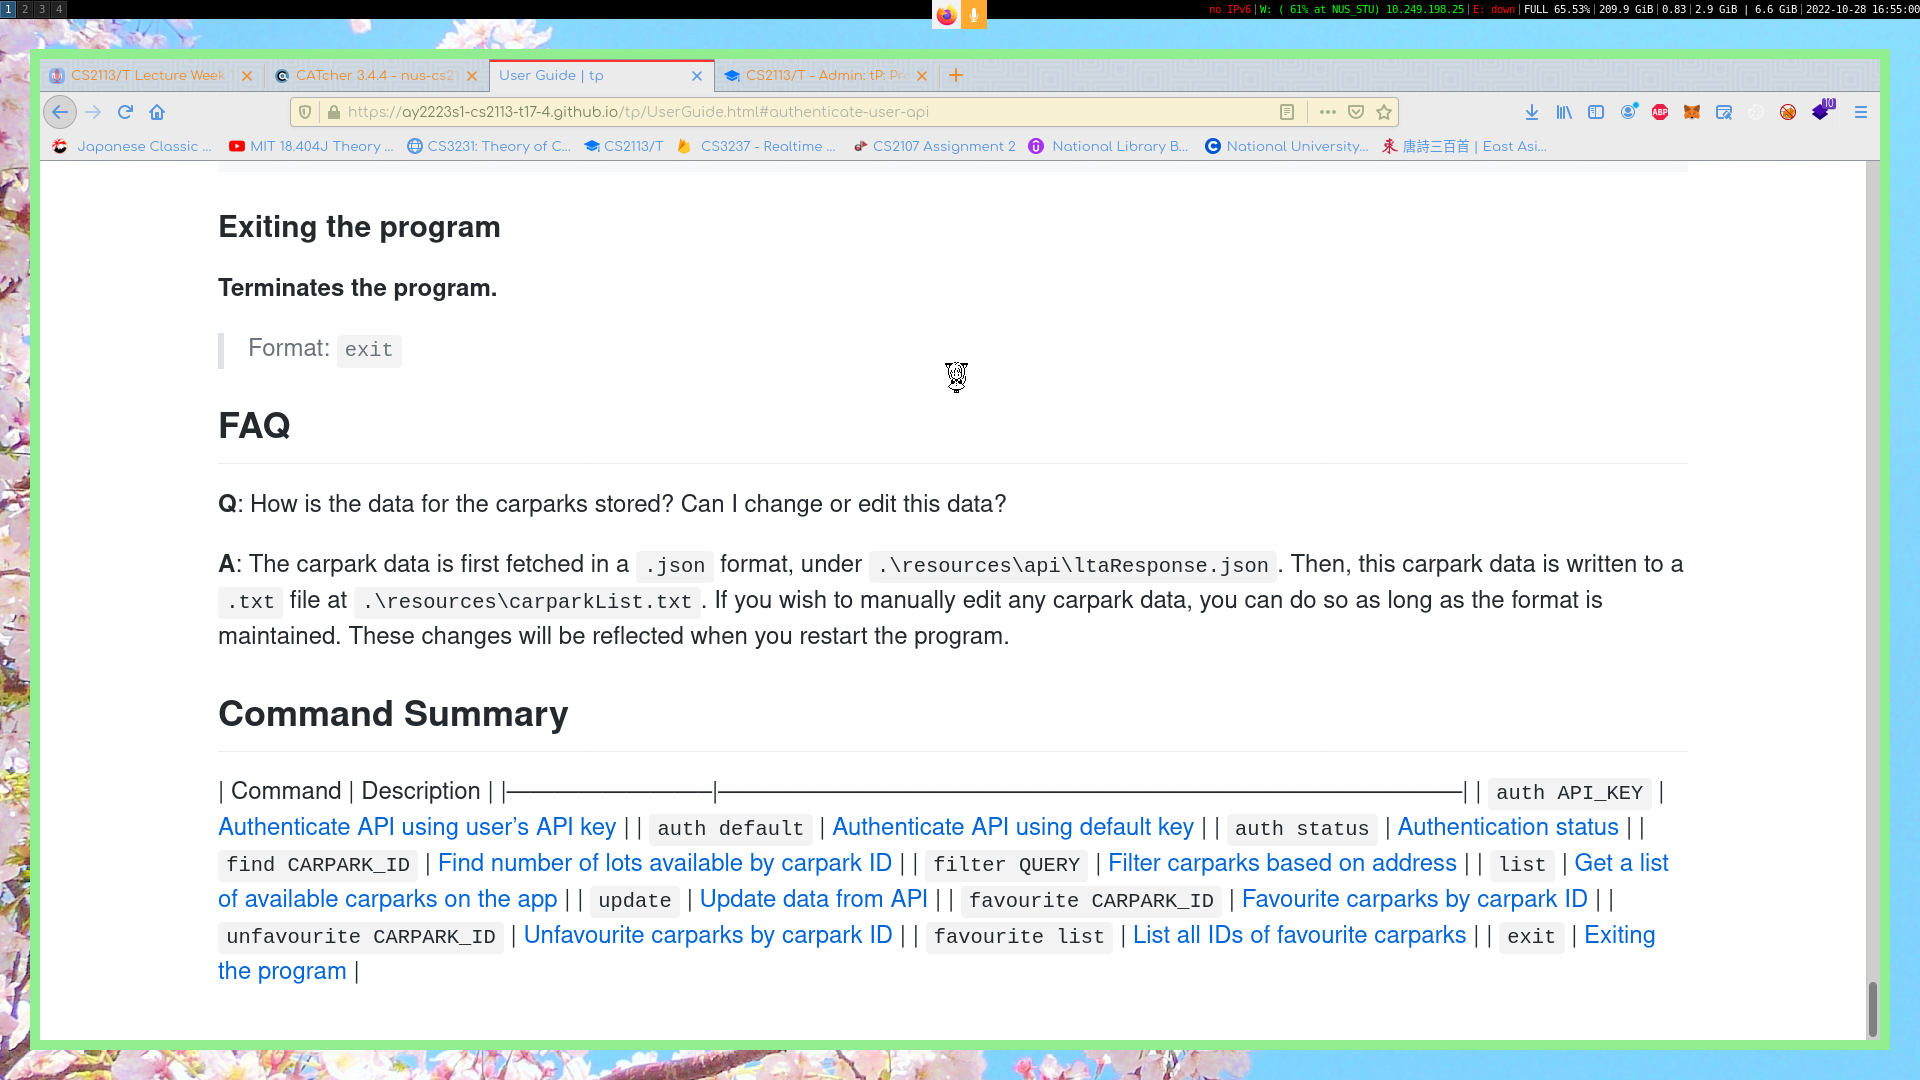 1 2 3 4
no IPv6|W: ( 61% at NUS_STU) 10.249.198.25|E: down|FULL 65.53%|209.9 GiB|0.83|2.9 GiB | 6.6 GiB|2022-10-28 16:55:00
CS2113/T Lecture Week CATcher 3.4.4 - nus-cs2 User Guide | tp CS2113/T - Admin: tP: Pr
https://ay2223s1-cs2113-t17-4.github.io/tp/UserGuide.html#authenticate-user-api
ABP 10
Japanese Classic ... MIT 18.404J Theory ... CS3231: Theory of C... CS2113/T CS3237 - Realtime ... CS2107 Assignment 2 National Library B... National University... 唐詩三百首 | East Asi...
Exiting the program
Terminates the program.
Format: exit
FAQ
Q: How is the data for the carparks stored? Can I change or edit this data?
A: The carpark data is first fetched in a .json format, under .\resources\api\ltaResponse.json. Then, this carpark data is written to a
.txt file at .\resources\carparkList.txt. If you wish to manually edit any carpark data, you can do so as long as the format is
maintained. These changes will be reflected when you restart the program.
Command Summary
| Command | Description | |——————————|————————————————————————————————————————| | auth API_KEY |
Authenticate API using user’s API key | | auth default | Authenticate API using default key | | auth status | Authentication status | |
find CARPARK_ID | Find number of lots available by carpark ID | | filter QUERY | Filter carparks based on address | | list | Get a list
of available carparks on the app | | update | Update data from API | | favourite CARPARK_ID | Favourite carparks by carpark ID | |
unfavourite CARPARK_ID | Unfavourite carparks by carpark ID | | favourite list | List all IDs of favourite carparks | | exit | Exiting
the program |